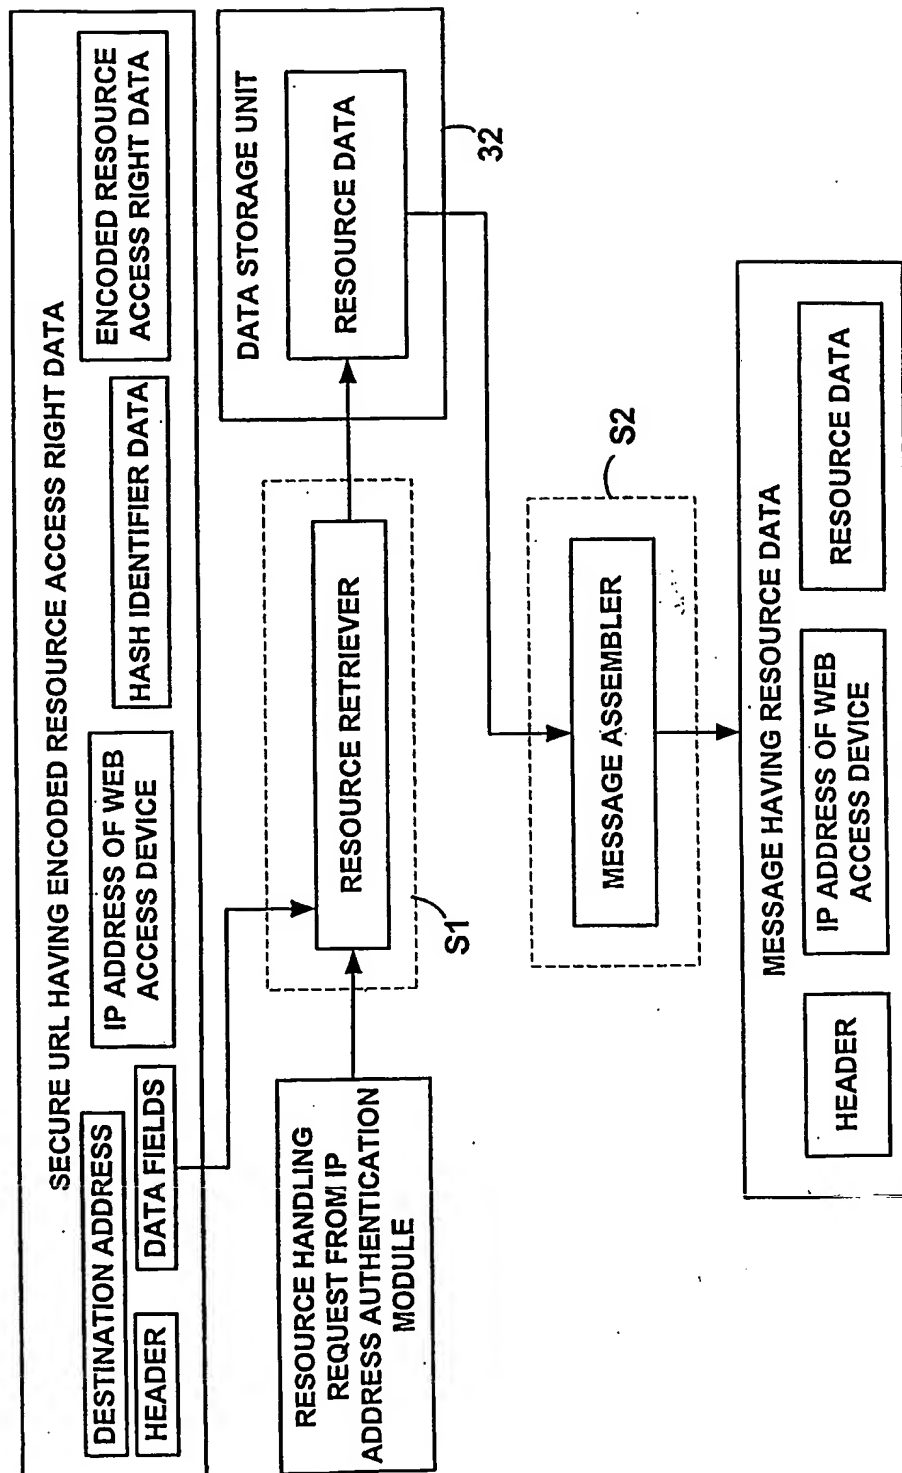 SECURE URL HAVING ENCODED RESOURCE ACCESS RIGHT DATA
DESTINATION ADDRESS
HEADER
DATA FIELDS
IP ADDRESS OF WEB
ACCESS DEVICE
HASH IDENTIFIER DATA
ENCODED RESOURCE
ACCESS RIGHT DATA
RESOURCE HANDLING
REQUEST FROM IP
ADDRESS AUTHENTICATION
MODULE
RESOURCE RETRIEVER
S1
DATA STORAGE UNIT
RESOURCE DATA
32
S2
MESSAGE ASSEMBLER
MESSAGE HAVING RESOURCE DATA
HEADER
IP ADDRESS OF WEB
ACCESS DEVICE
RESOURCE DATA